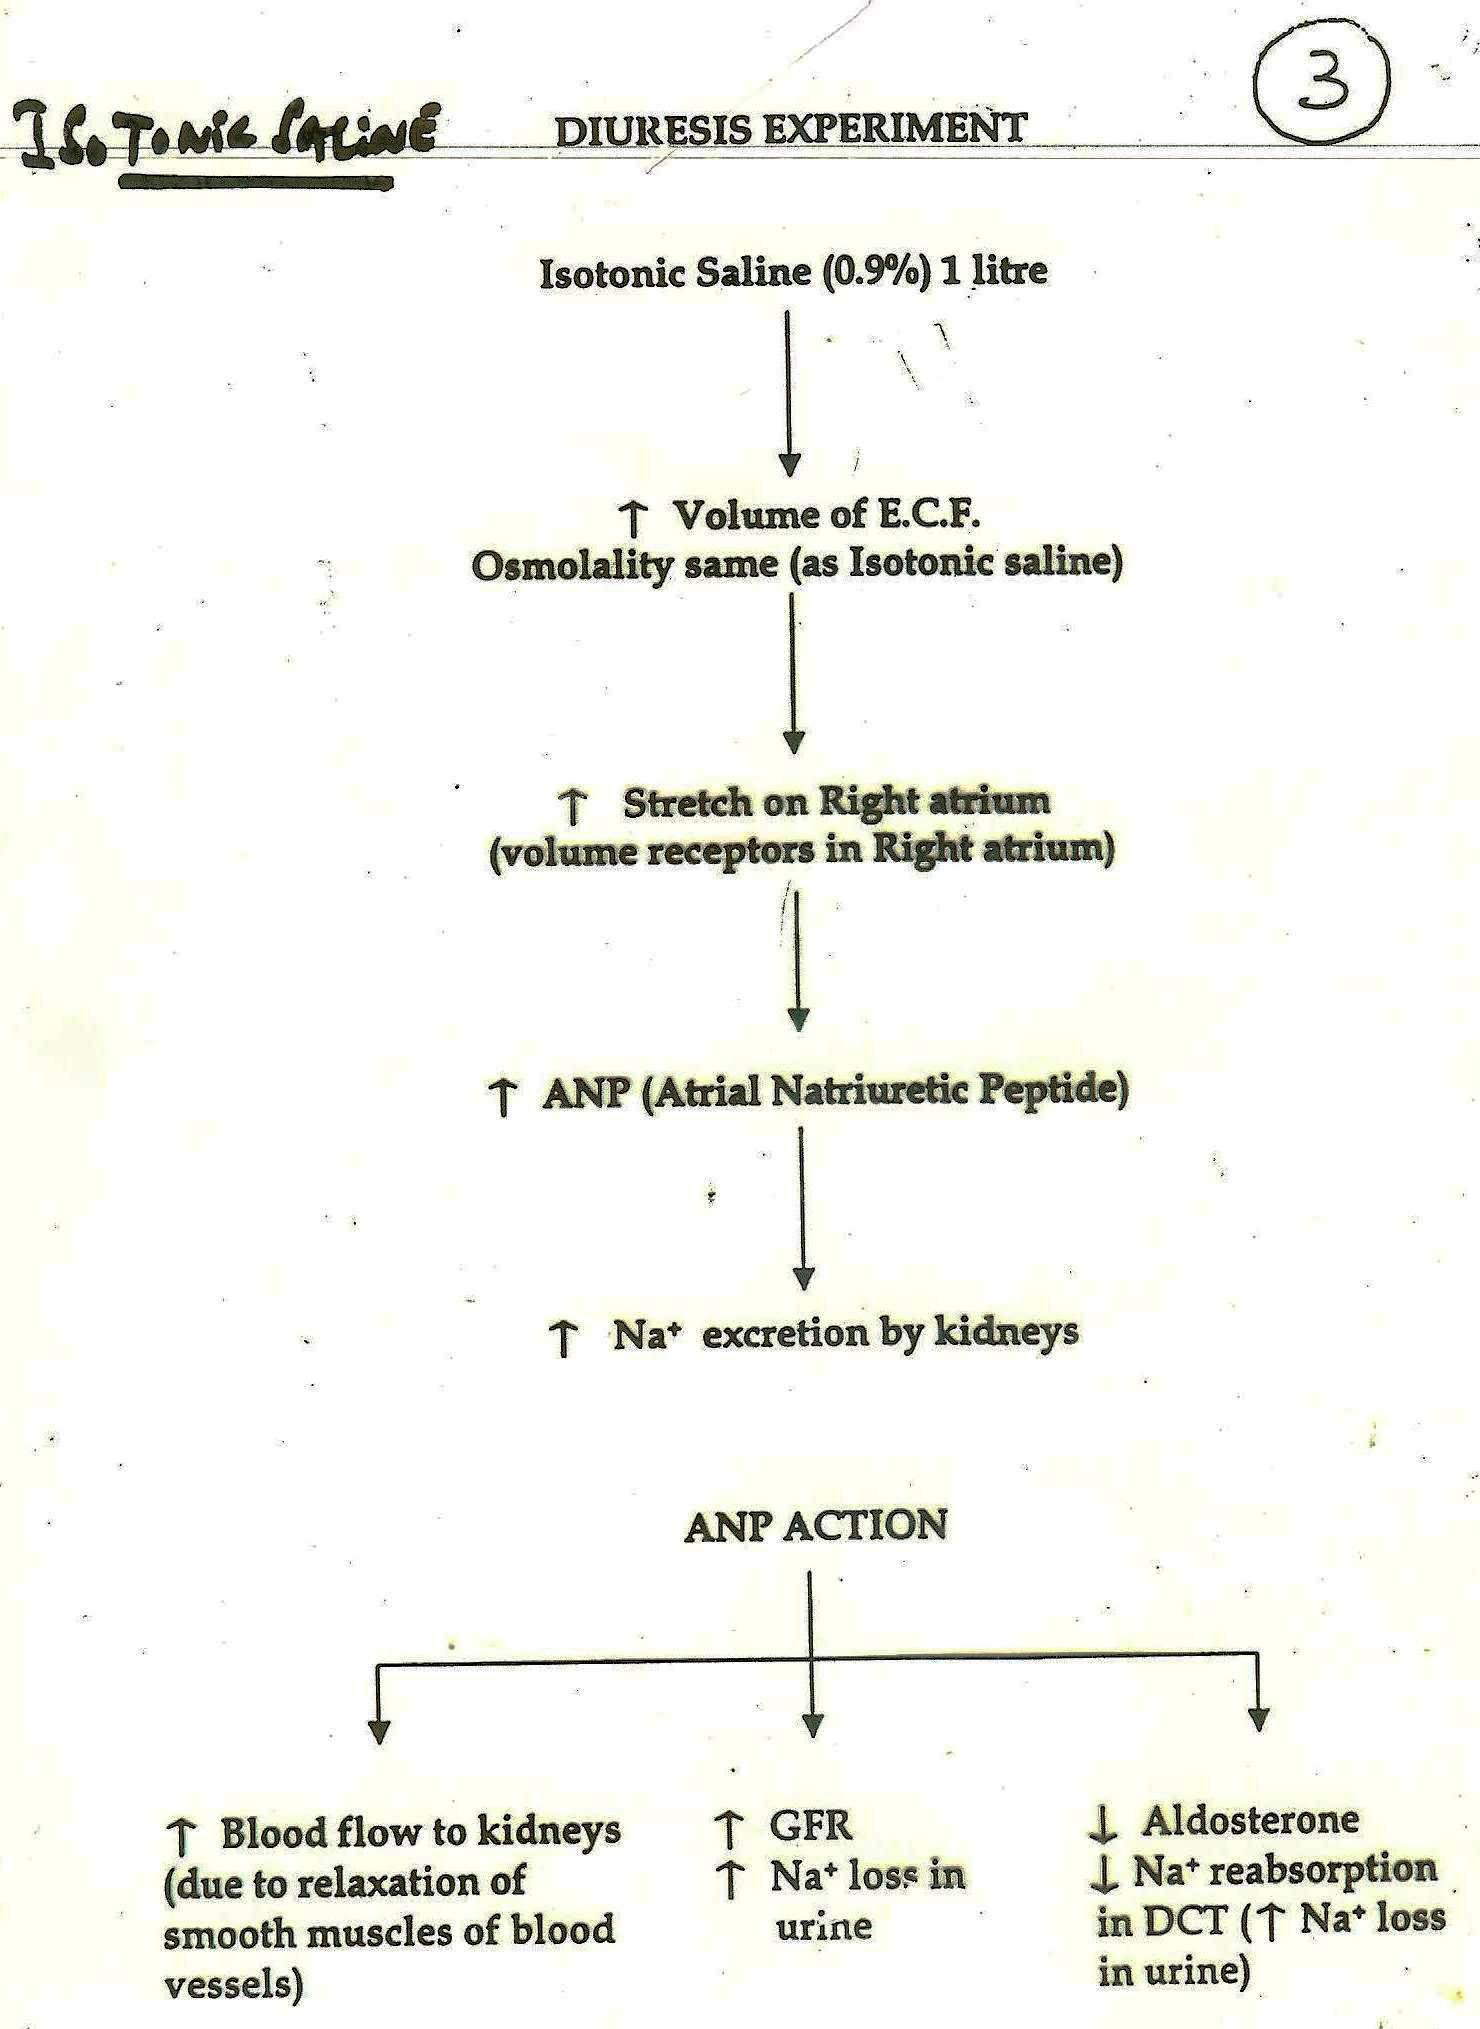 3
ISOTONIC SALINE
DIURESIS EXPERIMENT
Isotonic Saline (0.9%) 1 litre
↑ Volume of E.C.F.
Osmolality same (as Isotonic saline)
↑ Stretch on Right atrium
(volume receptors in Right atrium)
↑ ANP (Atrial Natriuretic Peptide)
↑ Na⁺ excretion by kidneys
ANP ACTION
↑ Blood flow to kidneys
(due to relaxation of
smooth muscles of blood
vessels)
↑ GFR
↑ Na⁺ loss in
urine
↓ Aldosterone
↓ Na⁺ reabsorption
in DCT (↑ Na⁺ loss
in urine)